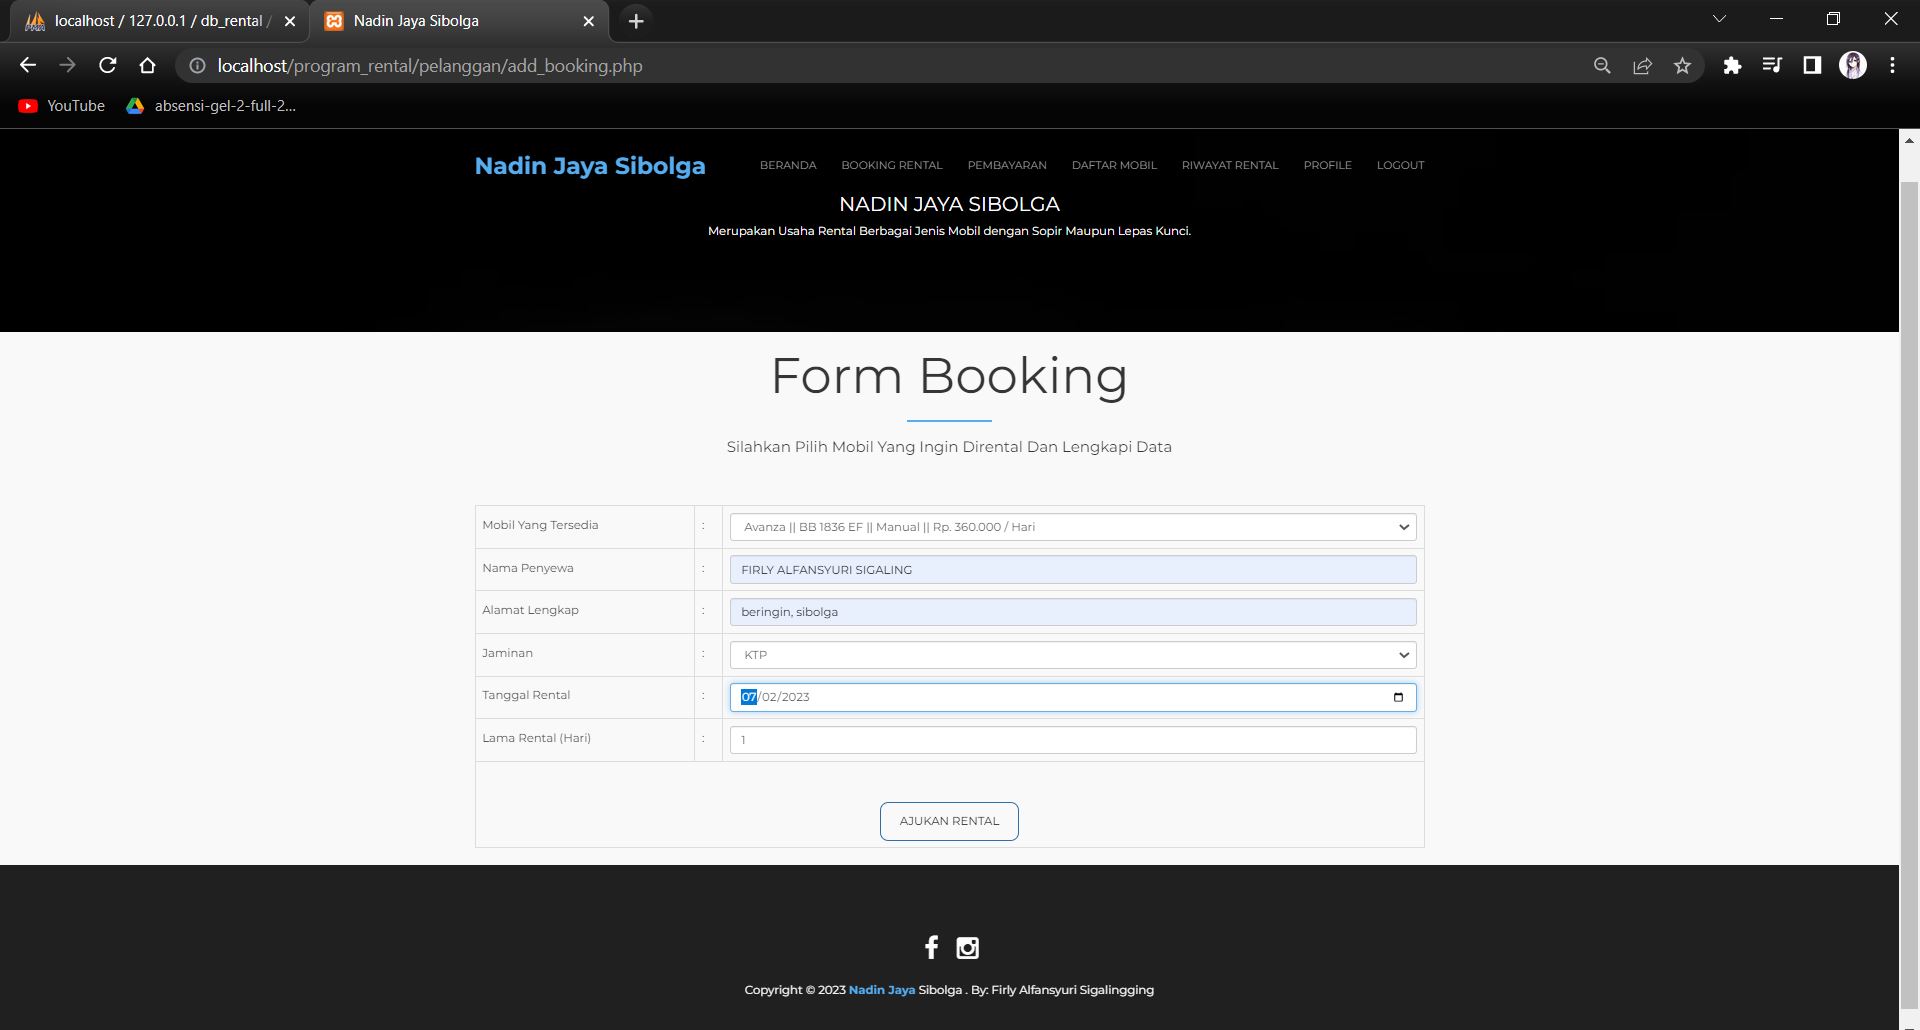 localhost / 127.0.0.1 / db_rental /
Nadin Jaya Sibolga
localhost/program_rental/pelanggan/add_booking.php
YouTube
absensi-gel-2-full-2...
Nadin Jaya Sibolga
BERANDA BOOKING RENTAL PEMBAYARAN DAFTAR MOBIL RIWAYAT RENTAL PROFILE LOGOUT
NADIN JAYA SIBOLGA
Merupakan Usaha Rental Berbagai Jenis Mobil dengan Sopir Maupun Lepas Kunci.
Form Booking
Silahkan Pilih Mobil Yang Ingin Dirental Dan Lengkapi Data
Mobil Yang Tersedia : Avanza || BB 1836 EF || Manual || Rp. 360.000 / Hari
Nama Penyewa : FIRLY ALFANSYURI SIGALING
Alamat Lengkap : beringin, sibolga
Jaminan : KTP
Tanggal Rental : 07/02/2023
Lama Rental (Hari) : 1
AJUKAN RENTAL
Copyright © 2023 Nadin Jaya Sibolga . By: Firly Alfansyuri Sigalingging